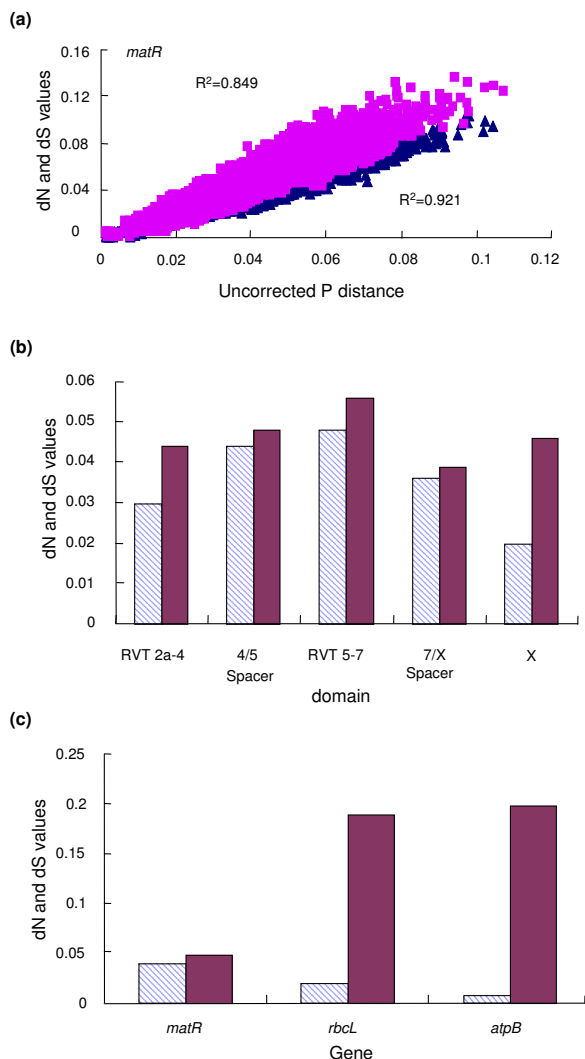 (a)
matR
R²=0.849
R²=0.921
0.16
0.12
0.08
0.04
0
dN and dS values
0 0.02 0.04 0.06 0.08 0.1 0.12
Uncorrected P distance
(b)
0.06
0.05
0.04
0.03
0.02
0.01
0
dN and dS values
RVT 2a-4 4/5 RVT 5-7 7/X X
Spacer Spacer
domain
(c)
0.25
0.2
0.15
0.1
0.05
0
dN and dS values
matR rbcL atpB
Gene